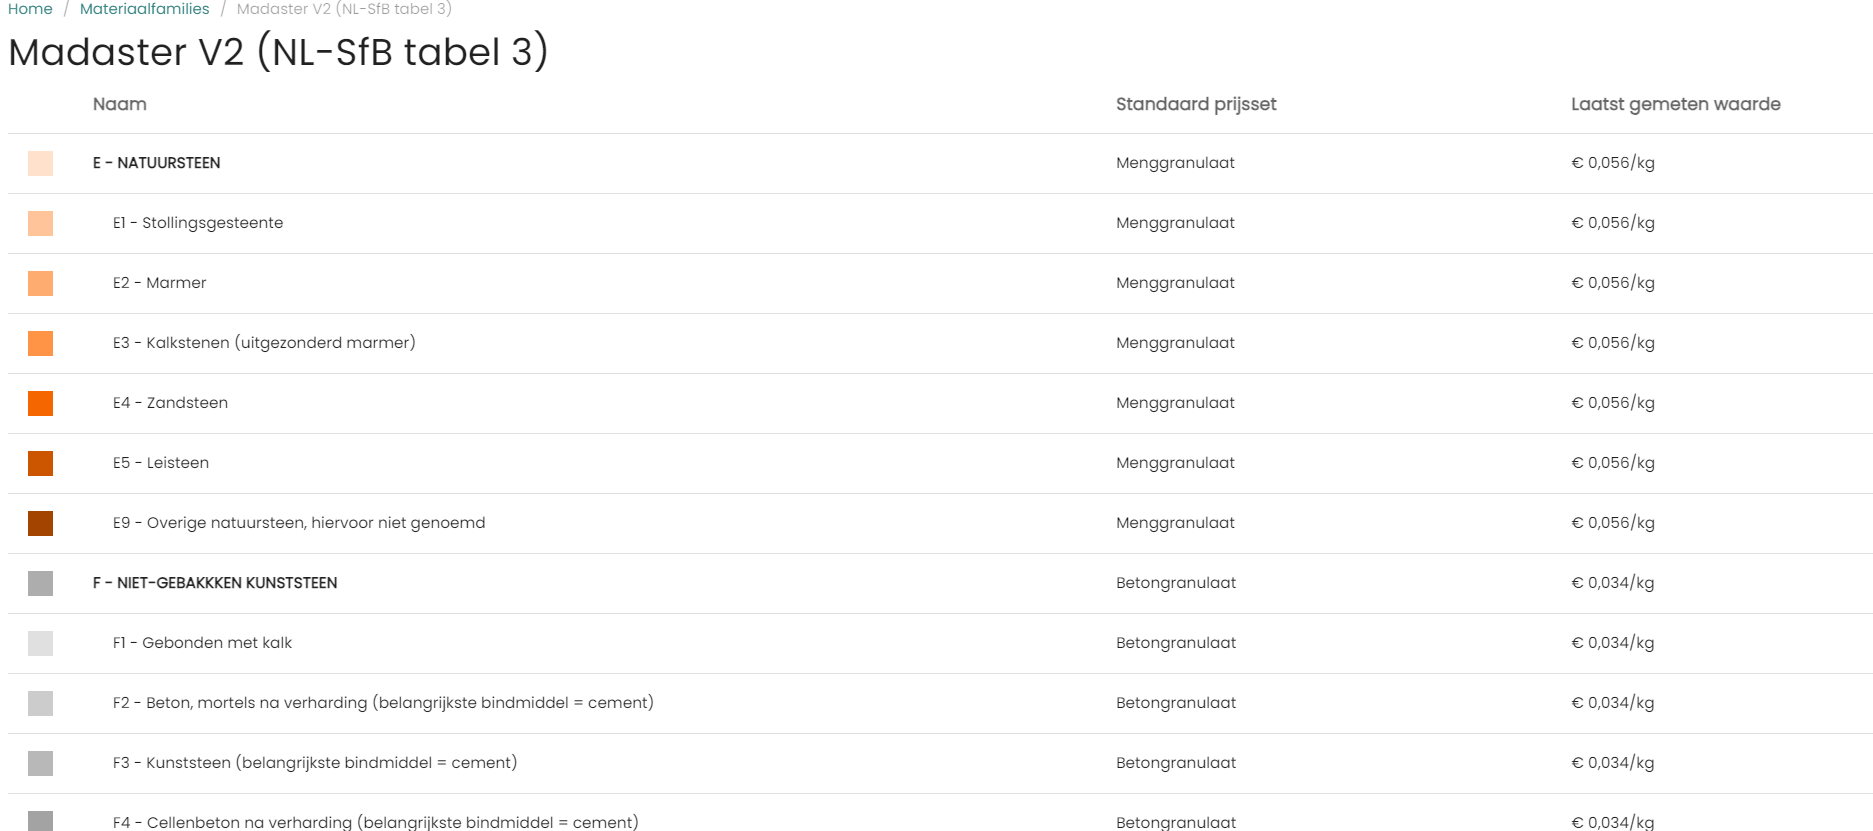 Home / Materiaalfamilies / Madaster V2 (NL-SfB tabel 3)
Madaster V2 (NL-SfB tabel 3)
Naam Standaard prijsset Laatst gemeten waarde
E - NATUURSTEEN Menggranulaat € 0,056/kg
E1 - Stollingsgesteente Menggranulaat € 0,056/kg
E2 - Marmer Menggranulaat € 0,056/kg
E3 - Kalkstenen (uitgezonderd marmer) Menggranulaat € 0,056/kg
E4 - Zandsteen Menggranulaat € 0,056/kg
E5 - Leisteen Menggranulaat € 0,056/kg
E9 - Overige natuursteen, hiervoor niet genoemd Menggranulaat € 0,056/kg
F - NIET-GEBAKKKEN KUNSTSTEEN Betongranulaat € 0,034/kg
F1 - Gebonden met kalk Betongranulaat € 0,034/kg
F2 - Beton, mortels na verharding (belangrijkste bindmiddel = cement) Betongranulaat € 0,034/kg
F3 - Kunststeen (belangrijkste bindmiddel = cement) Betongranulaat € 0,034/kg
F4 - Cellenbeton na verharding (belangrijkste bindmiddel = cement) Betongranulaat € 0,034/kg